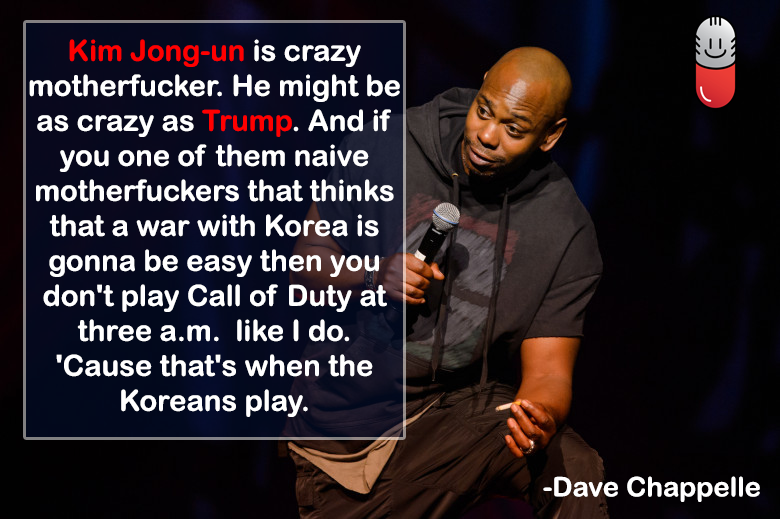 Kim Jong-un is crazy
motherfucker. He might be
as crazy as Trump. And if
you one of them naive
motherfuckers that thinks
that a war with Korea is
gonna be easy then you
don't play Call of Duty at
three a.m.  like I do.
'Cause that's when the
Koreans play.
-Dave Chappelle